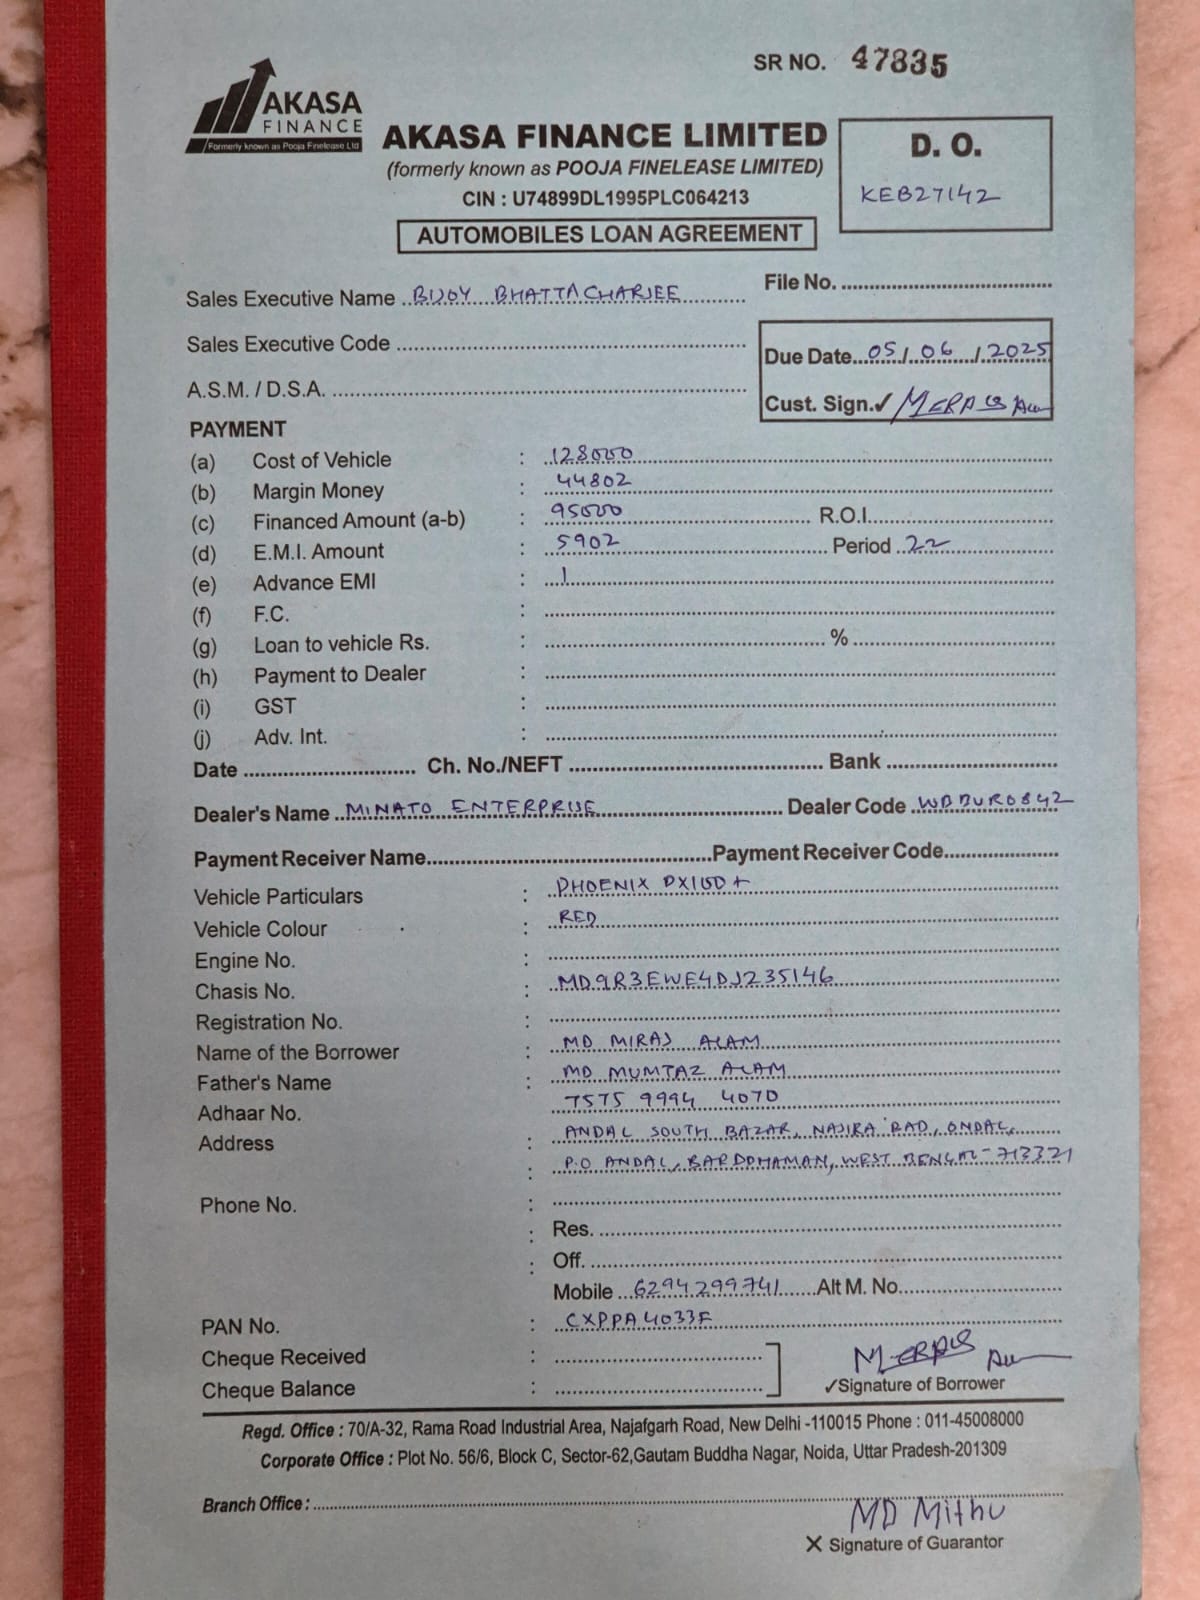 SR NO. 47835
AKASA
FINANCE
Formerly known as Pooja Finelease Ltd
AKASA FINANCE LIMITED
(formerly known as POOJA FINELEASE LIMITED)
CIN : U74899DL1995PLC064213
AUTOMOBILES LOAN AGREEMENT
D. O.
KEB27142
Sales Executive Name BIJOY BHATTACHARJEE
File No.
Sales Executive Code
A.S.M. / D.S.A.
Due Date 05/06/2025
Cust. Sign.✓ MERAJ
PAYMENT
(a) Cost of Vehicle : 128000
(b) Margin Money : 44802
(c) Financed Amount (a-b) : 95000 R.O.I.
(d) E.M.I. Amount : 5902 Period 22
(e) Advance EMI : 1
(f) F.C. :
(g) Loan to vehicle Rs. : %
(h) Payment to Dealer :
(i) GST :
(j) Adv. Int. :
Date Ch. No./NEFT Bank
Dealer's Name MINATO ENTERPRISE Dealer Code WBBUR0842
Payment Receiver Name Payment Receiver Code
Vehicle Particulars : PHOENIX DX100+
Vehicle Colour : RED
Engine No. :
Chasis No. : MD9R3EWE4DJ235146
Registration No. :
Name of the Borrower : MD MIRAJ ALAM
Father's Name : MD MUMTAZ ALAM
Adhaar No. 7575 9994 4070
Address : ANDAL SOUTH BAZAR, NAJIRA BAD, ONDAL,
: P.O ANDAL, BARDDHAMAN, WEST BENGAL-713321
Phone No. :
: Res.
: Off.
Mobile 6294299741 Alt M. No.
PAN No. : CXPPA4033F
Cheque Received :
Cheque Balance :
MERAJ
✓Signature of Borrower
Regd. Office : 70/A-32, Rama Road Industrial Area, Najafgarh Road, New Delhi -110015 Phone : 011-45008000
Corporate Office : Plot No. 56/6, Block C, Sector-62,Gautam Buddha Nagar, Noida, Uttar Pradesh-201309
Branch Office :
MD Mithu
X Signature of Guarantor